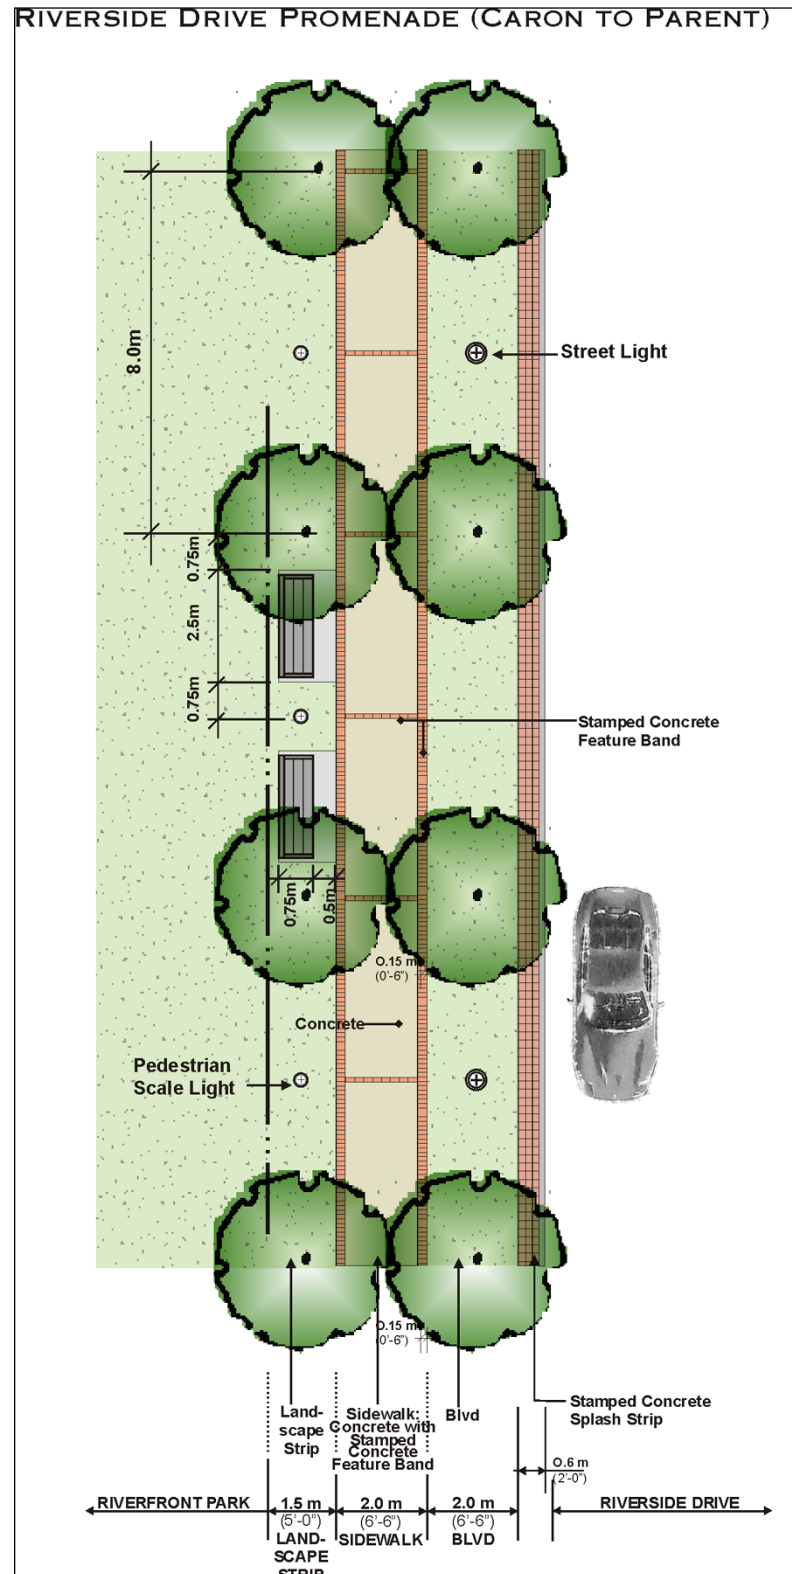 RIVERSIDE DRIVE PROMENADE (CARON TO PARENT)
8.0m
Street Light
0.75m
2.5m
0.75m
Stamped Concrete
Feature Band
0.75m
0.5m
0.15 m
(0'-6")
Concrete
Pedestrian
Scale Light
0.15 m
(0'-6")
Land-
scape
Strip
Sidewalk:
Concrete with
Stamped
Concrete
Feature Band
Blvd
Stamped Concrete
Splash Strip
0.6 m
(2'-0")
RIVERFRONT PARK
1.5 m
(5'-0")
LAND-
SCAPE
STRIP
2.0 m
(6'-6")
SIDEWALK
2.0 m
(6'-6")
BLVD
RIVERSIDE DRIVE